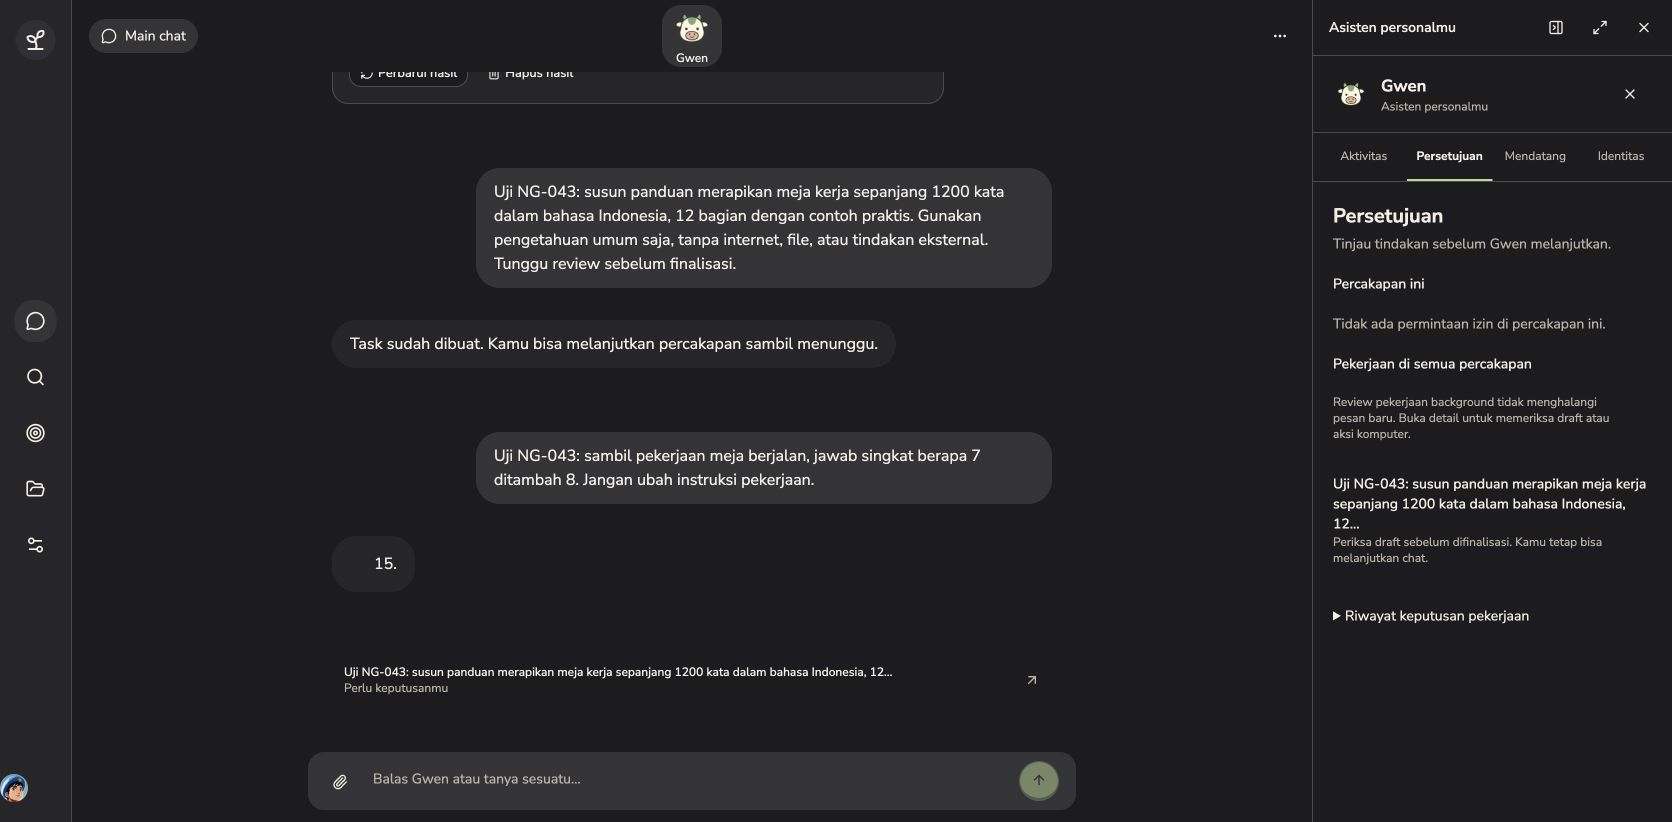 Main chat
Gwen
Perbarui hasil
Hapus hasil
Uji NG-043: susun panduan merapikan meja kerja sepanjang 1200 kata
dalam bahasa Indonesia, 12 bagian dengan contoh praktis. Gunakan
pengetahuan umum saja, tanpa internet, file, atau tindakan eksternal.
Tunggu review sebelum finalisasi.
Task sudah dibuat. Kamu bisa melanjutkan percakapan sambil menunggu.
Uji NG-043: sambil pekerjaan meja berjalan, jawab singkat berapa 7
ditambah 8. Jangan ubah instruksi pekerjaan.
15.
Uji NG-043: susun panduan merapikan meja kerja sepanjang 1200 kata dalam bahasa Indonesia, 12...
Perlu keputusanmu
Balas Gwen atau tanya sesuatu...
Asisten personalmu
Gwen
Asisten personalmu
Aktivitas
Persetujuan
Mendatang
Identitas
Persetujuan
Tinjau tindakan sebelum Gwen melanjutkan.
Percakapan ini
Tidak ada permintaan izin di percakapan ini.
Pekerjaan di semua percakapan
Review pekerjaan background tidak menghalangi
pesan baru. Buka detail untuk memeriksa draft atau
aksi komputer.
Uji NG-043: susun panduan merapikan meja kerja
sepanjang 1200 kata dalam bahasa Indonesia,
12...
Periksa draft sebelum difinalisasi. Kamu tetap bisa
melanjutkan chat.
Riwayat keputusan pekerjaan